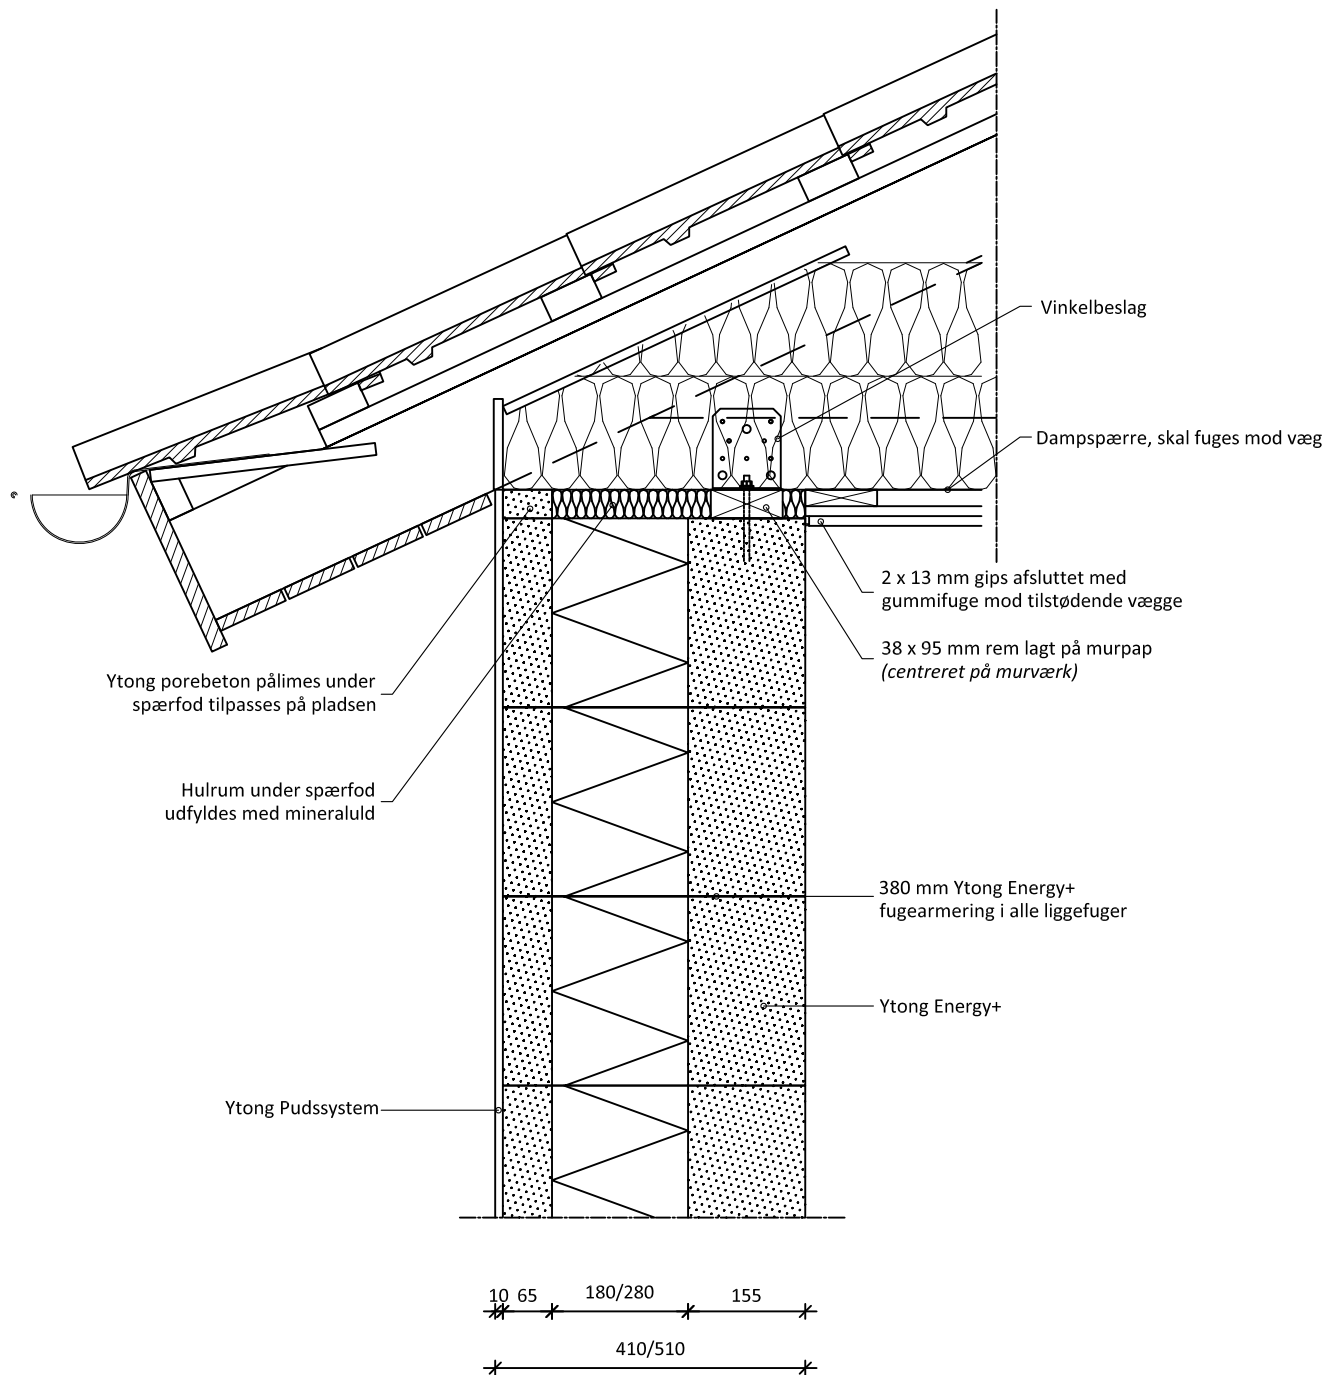 Vinkelbeslag
Dampspærre, skal fuges mod væg
2 x 13 mm gips afsluttet med
gummifuge mod tilstødende vægge
38 x 95 mm rem lagt på murpap
(centreret på murværk)
Ytong porebeton pålimes under
spærfod tilpasses på pladsen
Hulrum under spærfod
udfyldes med mineraluld
380 mm Ytong Energy+
fugearmering i alle liggefuger
Ytong Energy+
Ytong Pudssystem
10 65 180/280 155
410/510